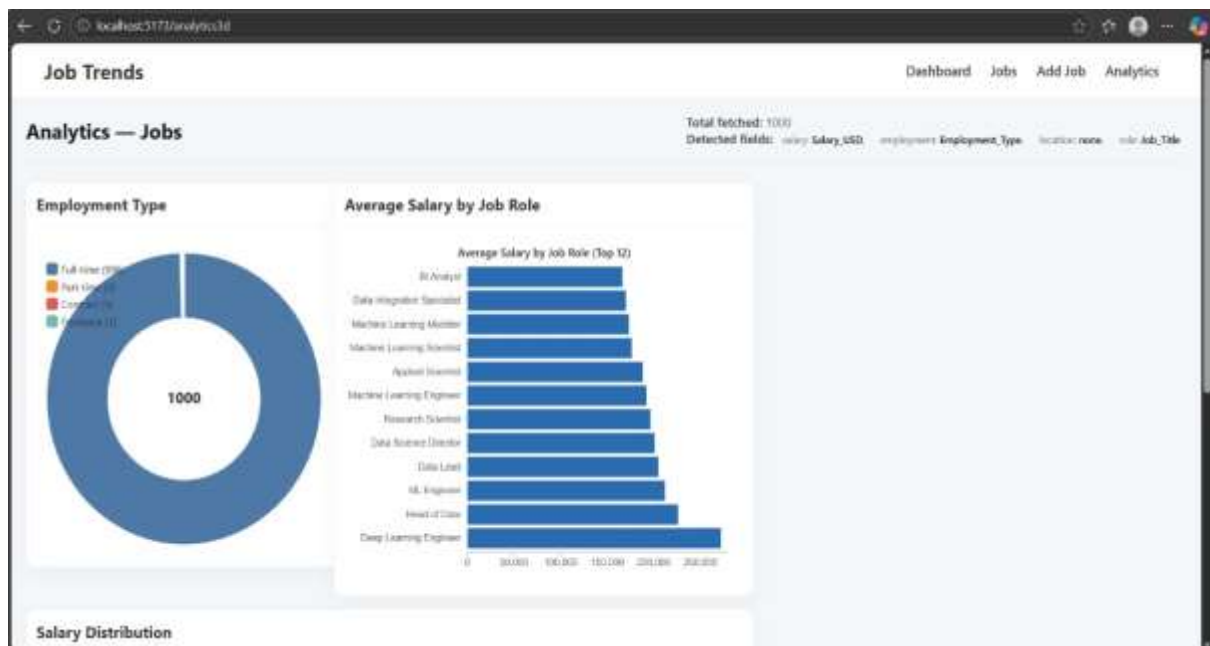 localhost:5173/analytics3d
Job Trends
Dashboard Jobs Add Job Analytics
Analytics — Jobs
Total fetched: 1000
Detected fields: salary: Salary_USD employment: Employment_Type location: none role: Job_Title
Employment Type
Full-time
Part-time
1000
Average Salary by Job Role
Average Salary by Job Role (Top 12)
BI Analyst
Data Integration Specialist
Machine Learning Modeler
Machine Learning Scientist
Applied Scientist
Machine Learning Engineer
Research Scientist
Data Science Director
Data Lead
ML Engineer
Head of Data
Deep Learning Engineer
0 50,000 100,000 150,000 200,000 250,000
Salary Distribution